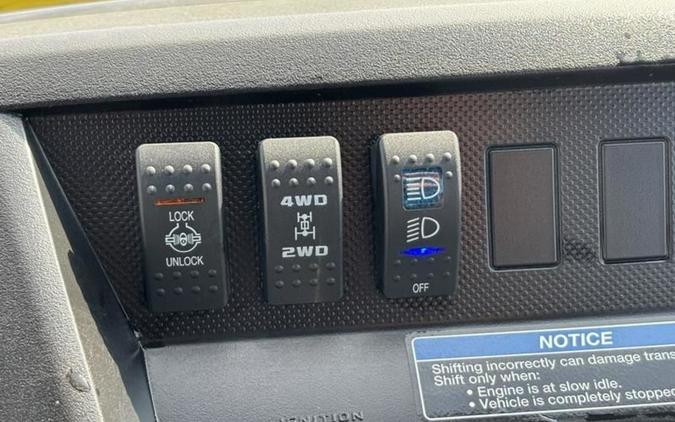 LOCK
UNLOCK
4WD
2WD
OFF
NOTICE
Shifting incorrectly can damage trans
Shift only when:
• Engine is at slow idle.
• Vehicle is completely stopped
IGNITION